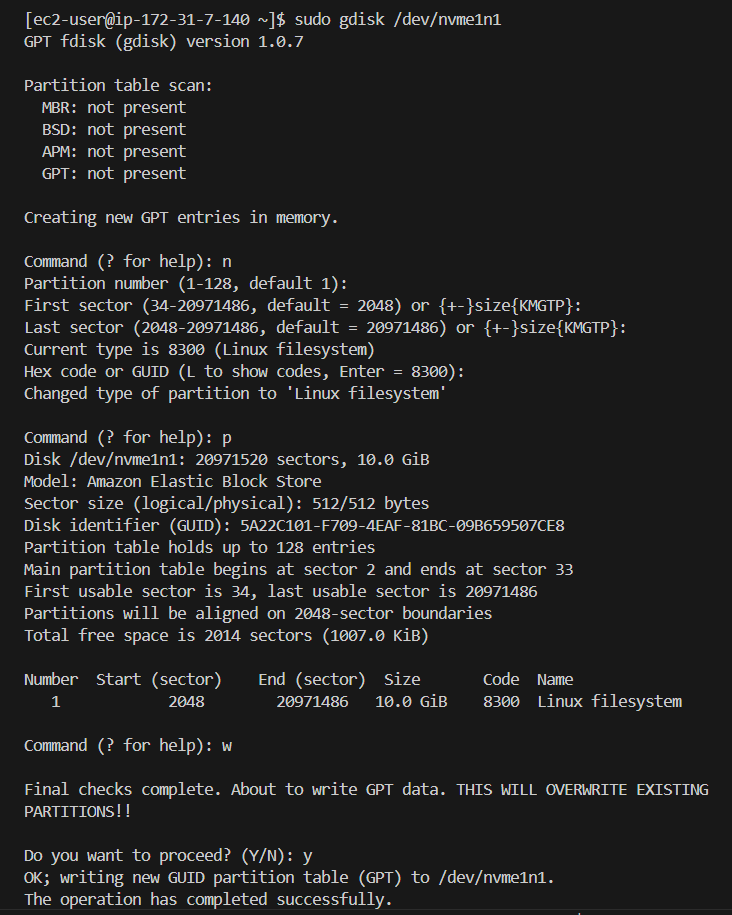 [ec2-user@ip-172-31-7-140 ~]$ sudo gdisk /dev/nvme1n1
GPT fdisk (gdisk) version 1.0.7
Partition table scan:
MBR: not present
BSD: not present
APM: not present
GPT: not present
Creating new GPT entries in memory.
Command (? for help): n
Partition number (1-128, default 1):
First sector (34-20971486, default = 2048) or {+-}size{KMGTP}:
Last sector (2048-20971486, default = 20971486) or {+-}size{KMGTP}:
Current type is 8300 (Linux filesystem)
Hex code or GUID (L to show codes, Enter = 8300):
Changed type of partition to 'Linux filesystem'
Command (? for help): p
Disk /dev/nvme1n1: 20971520 sectors, 10.0 GiB
Model: Amazon Elastic Block Store
Sector size (logical/physical): 512/512 bytes
Disk identifier (GUID): 5A22C101-F709-4EAF-81BC-09B659507CE8
Partition table holds up to 128 entries
Main partition table begins at sector 2 and ends at sector 33
First usable sector is 34, last usable sector is 20971486
Partitions will be aligned on 2048-sector boundaries
Total free space is 2014 sectors (1007.0 KiB)
Number  Start (sector)    End (sector)  Size       Code  Name
1            2048        20971486   10.0 GiB    8300  Linux filesystem
Command (? for help): w
Final checks complete. About to write GPT data. THIS WILL OVERWRITE EXISTING
PARTITIONS!!
Do you want to proceed? (Y/N): y
OK; writing new GUID partition table (GPT) to /dev/nvme1n1.
The operation has completed successfully.